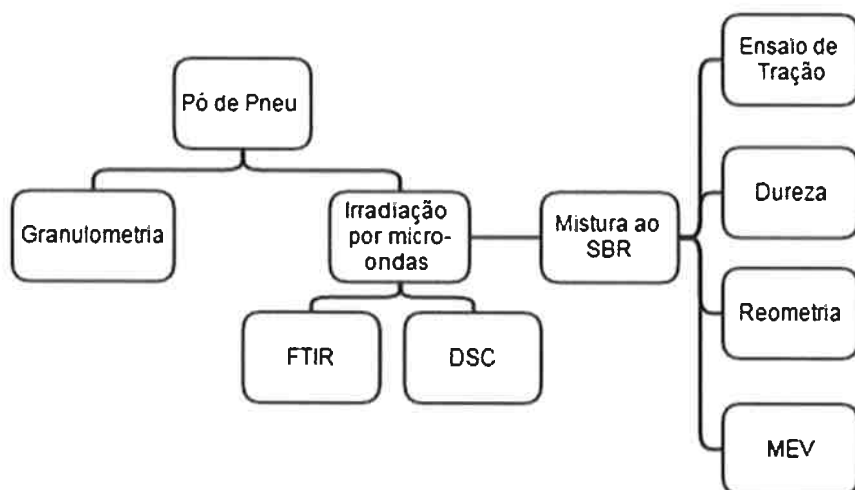 Ensaio de
Tração
Pó de Pneu
Dureza
Granulometria
Irradiação
por micro-
ondas
Mistura ao
SBR
Reometria
FTIR
DSC
MEV